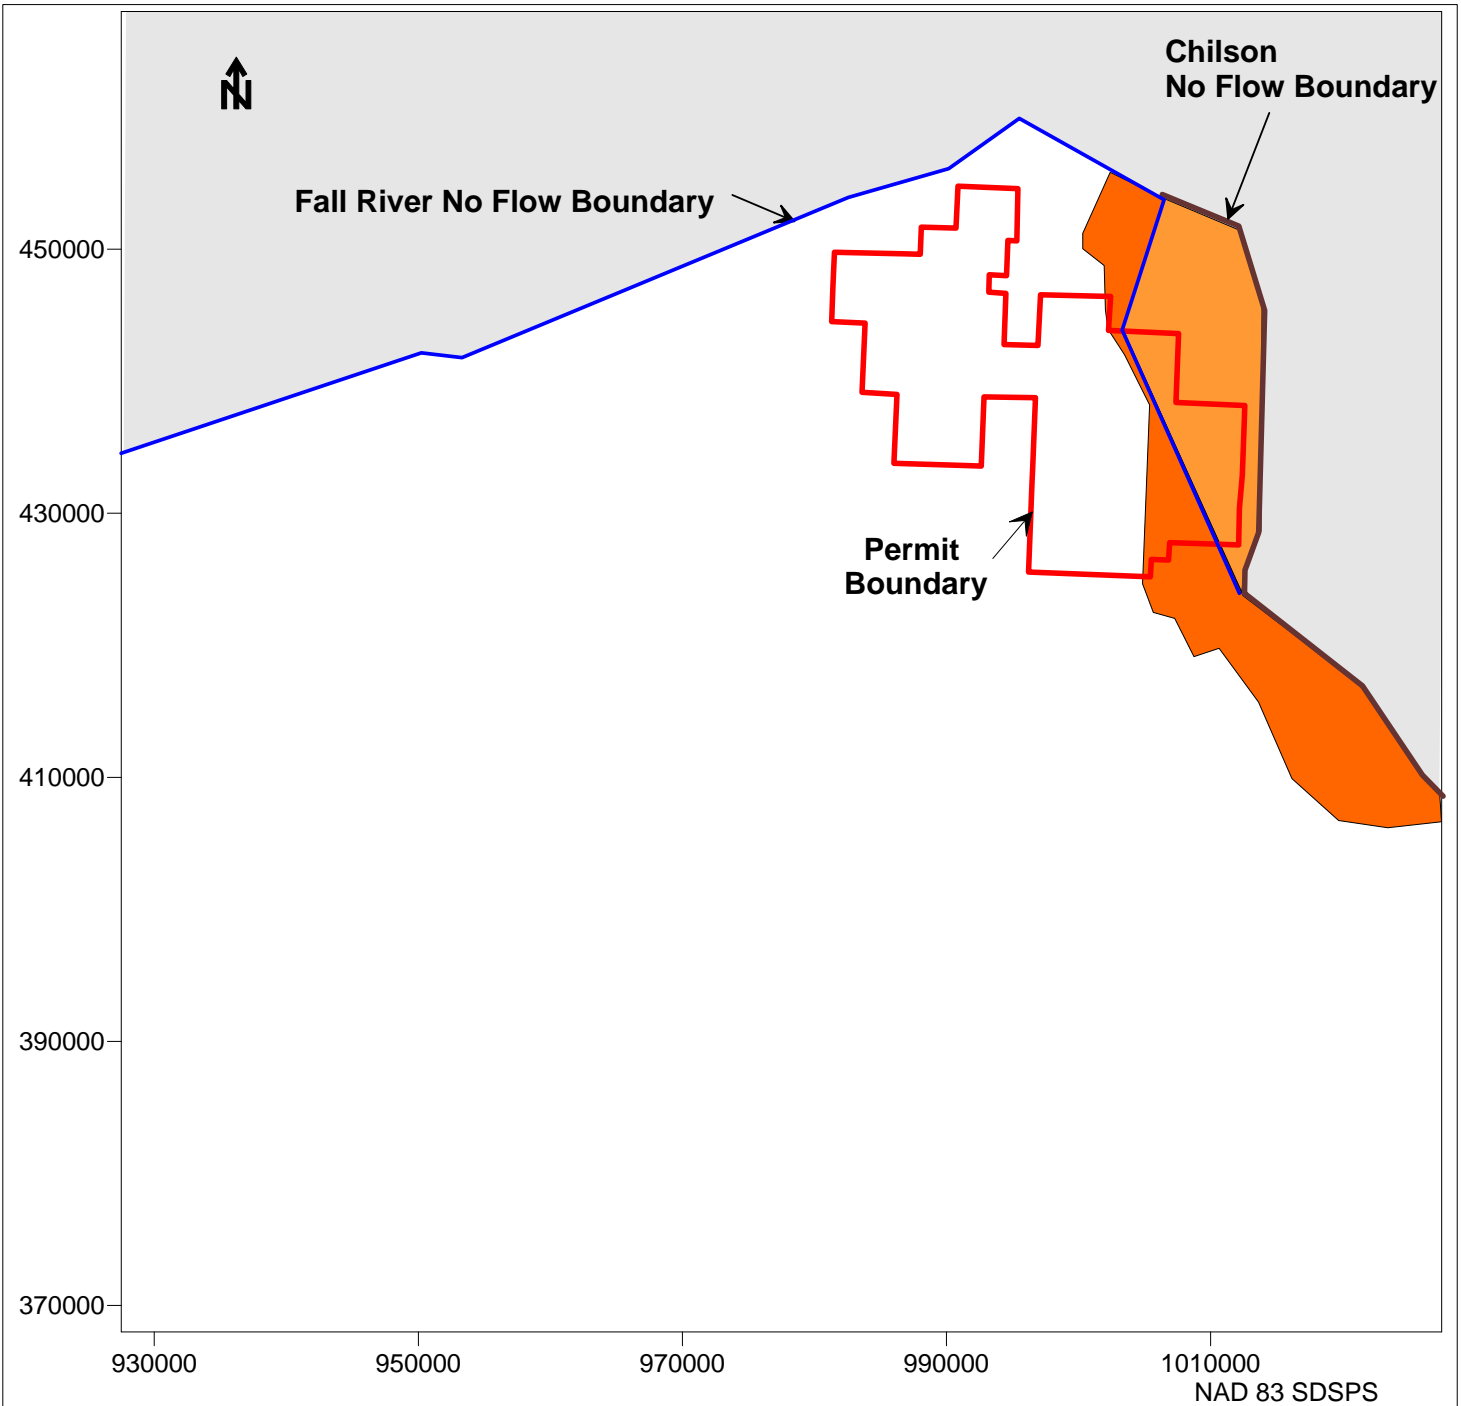 Chilson
No Flow Boundary
N
Fall River No Flow Boundary
450000
430000
Permit
Boundary
410000
390000
370000
930000 950000 970000 990000 1010000
NAD 83 SDSPS